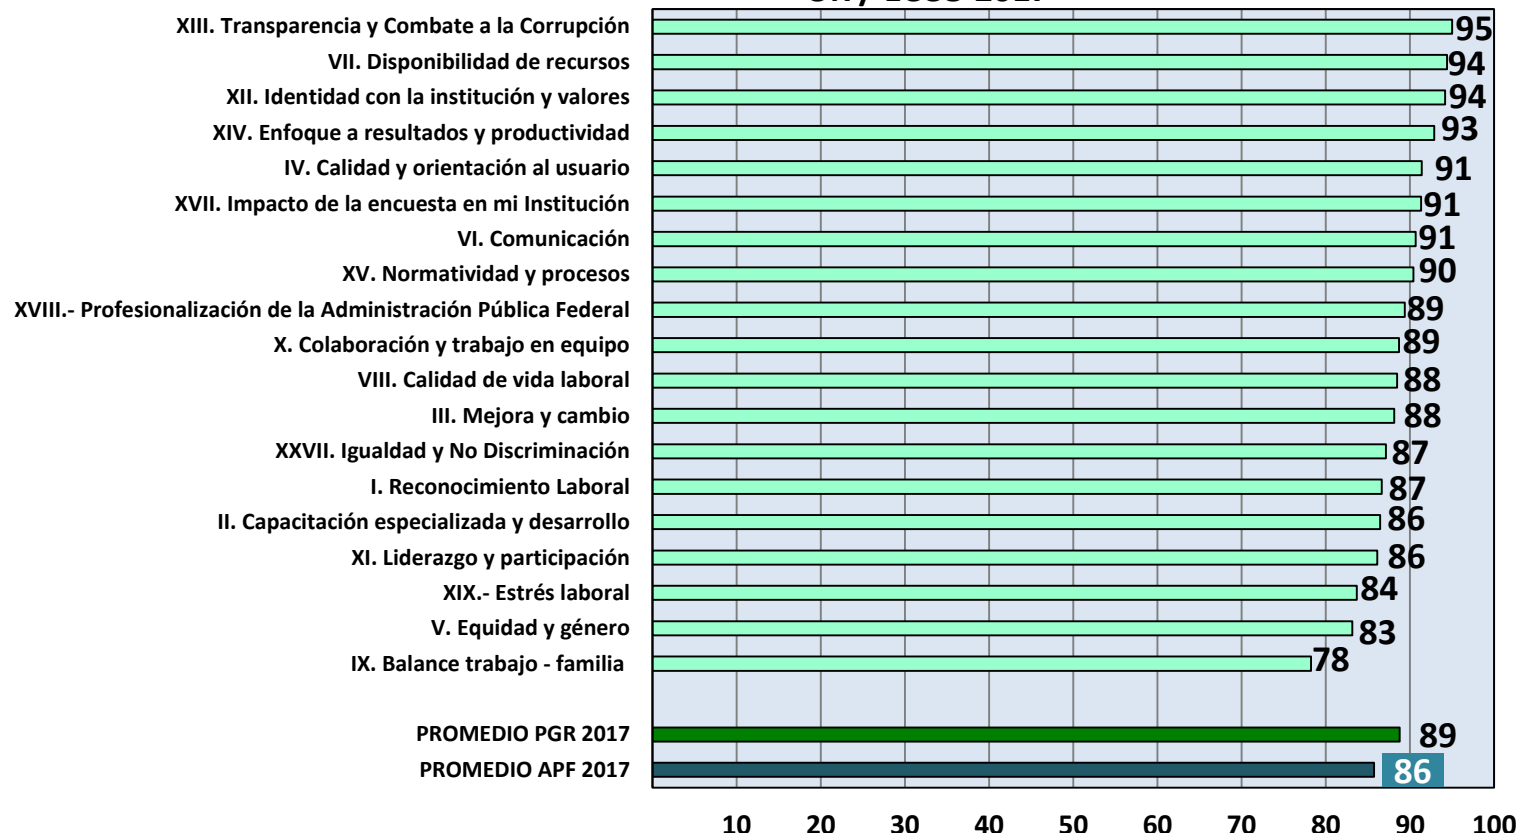 XIII. Transparencia y Combate a la Corrupción 95
VII. Disponibilidad de recursos 94
XII. Identidad con la institución y valores 94
XIV. Enfoque a resultados y productividad 93
IV. Calidad y orientación al usuario 91
XVII. Impacto de la encuesta en mi Institución 91
VI. Comunicación 91
XV. Normatividad y procesos 90
XVIII.- Profesionalización de la Administración Pública Federal 89
X. Colaboración y trabajo en equipo 89
VIII. Calidad de vida laboral 88
III. Mejora y cambio 88
XXVII. Igualdad y No Discriminación 87
I. Reconocimiento Laboral 87
II. Capacitación especializada y desarrollo 86
XI. Liderazgo y participación 86
XIX.- Estrés laboral 84
V. Equidad y género 83
IX. Balance trabajo - familia 78
PROMEDIO PGR 2017 89
PROMEDIO APF 2017 86
10 20 30 40 50 60 70 80 90 100